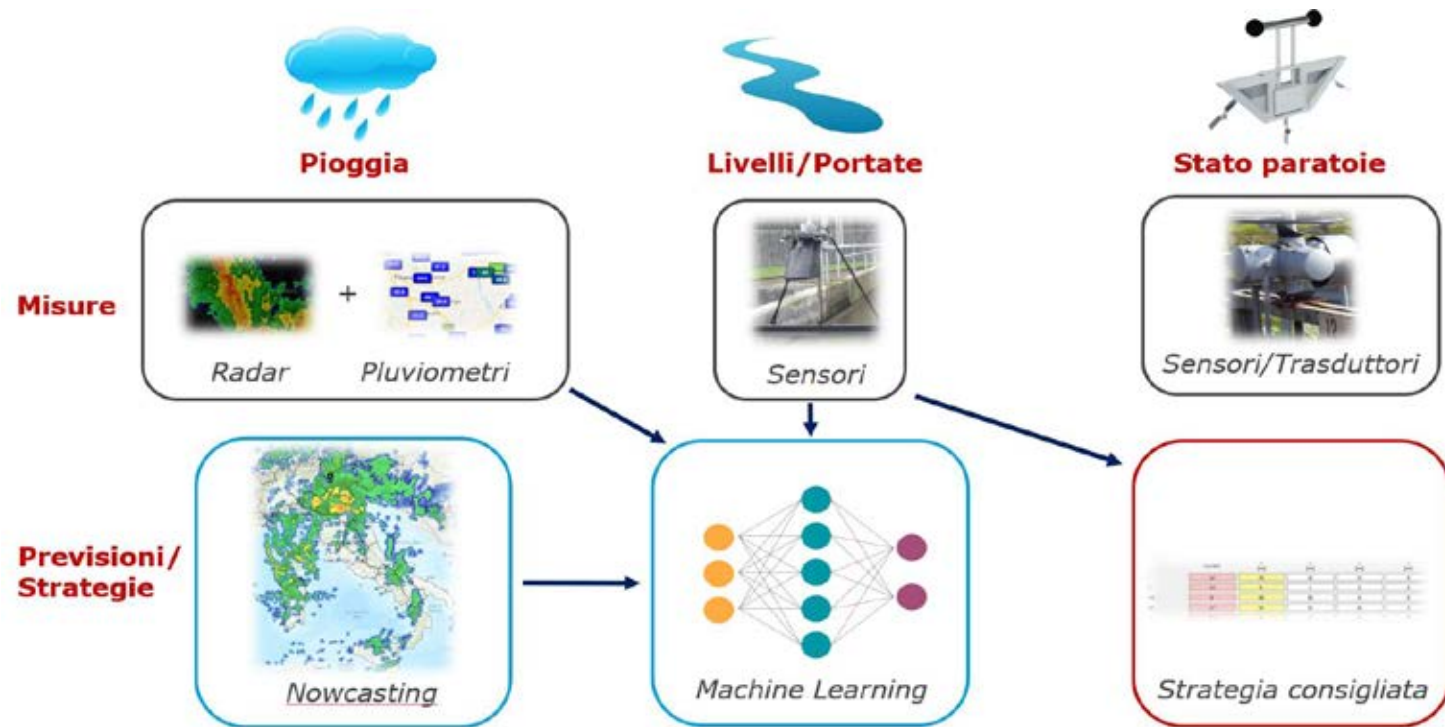 Pioggia
Livelli/Portate
Stato paratoie
Misure
+
Radar
Pluviometri
Sensori
Sensori/Trasduttori
Previsioni/
Strategie
Nowcasting
Machine Learning
Strategia consigliata